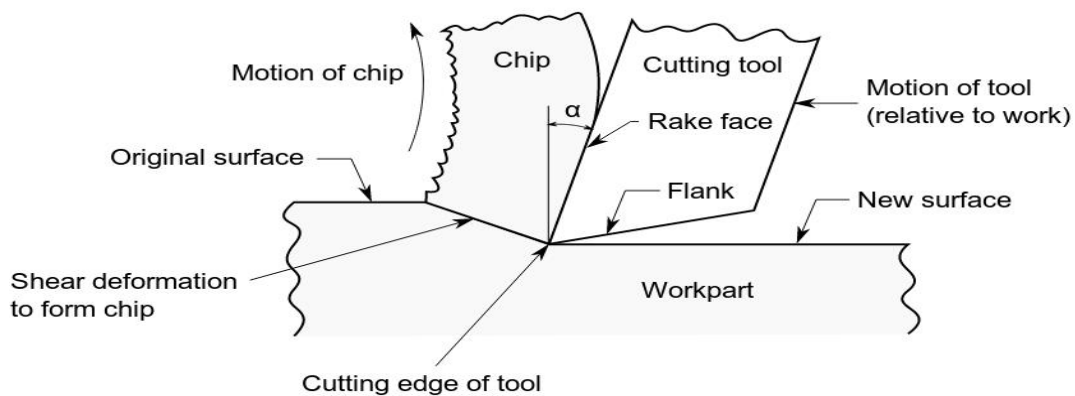 Motion of chip
Chip
Cutting tool
α
Rake face
Motion of tool
(relative to work)
Original surface
Flank
New surface
Shear deformation
to form chip
Workpart
Cutting edge of tool